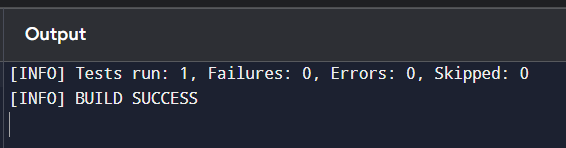 Output
[INFO] Tests run: 1, Failures: 0, Errors: 0, Skipped: 0
[INFO] BUILD SUCCESS